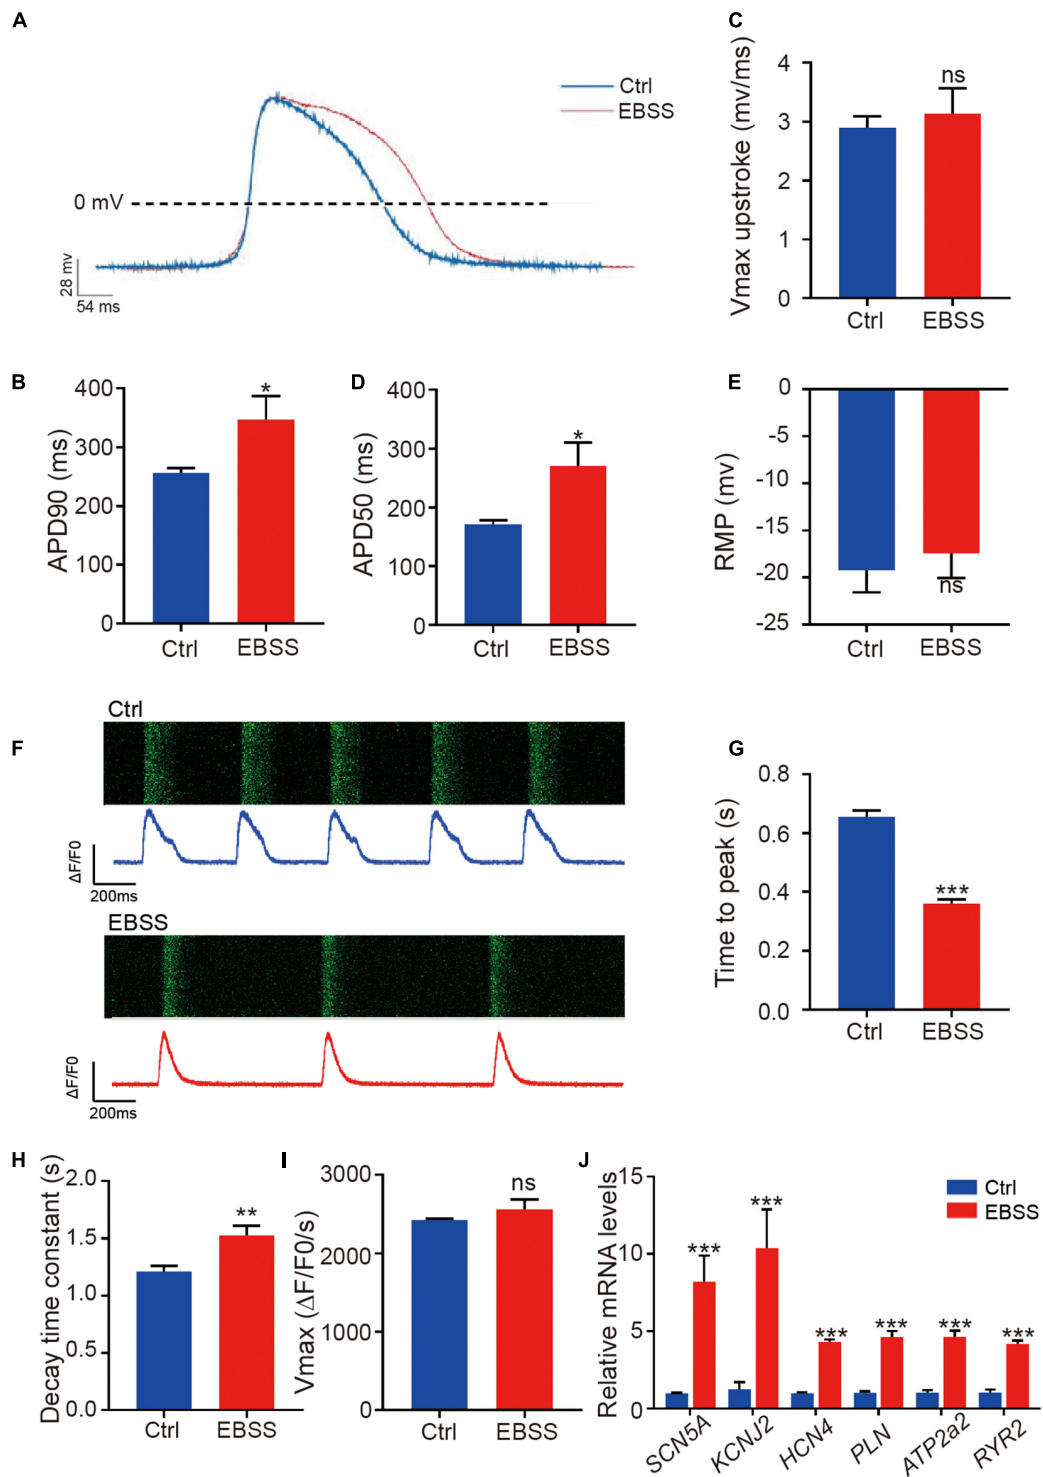 A
Ctrl
EBSS
0 mV
28 mv
54 ms
C
Vmax upstroke (mv/ms)
4
3
2
1
0
ns
Ctrl
EBSS
B
APD90 (ms)
400
300
200
100
0
*
Ctrl
EBSS
D
APD50 (ms)
400
300
200
100
0
*
Ctrl
EBSS
E
RMP (mv)
0
-5
-10
-15
-20
-25
ns
Ctrl
EBSS
F
Ctrl
ΔF/F0
200ms
EBSS
ΔF/F0
200ms
G
Time to peak (s)
0.8
0.6
0.4
0.2
0.0
***
Ctrl
EBSS
H
Decay time constant (s)
2.0
1.5
1.0
0.5
0.0
**
Ctrl
EBSS
I
Vmax (ΔF/F0/s)
3000
2000
1000
0
ns
Ctrl
EBSS
J
Relative mRNA levels
15
10
5
0
Ctrl
EBSS
***
***
***
***
***
***
SCN5A
KCNJ2
HCN4
PLN
ATP2a2
RYR2